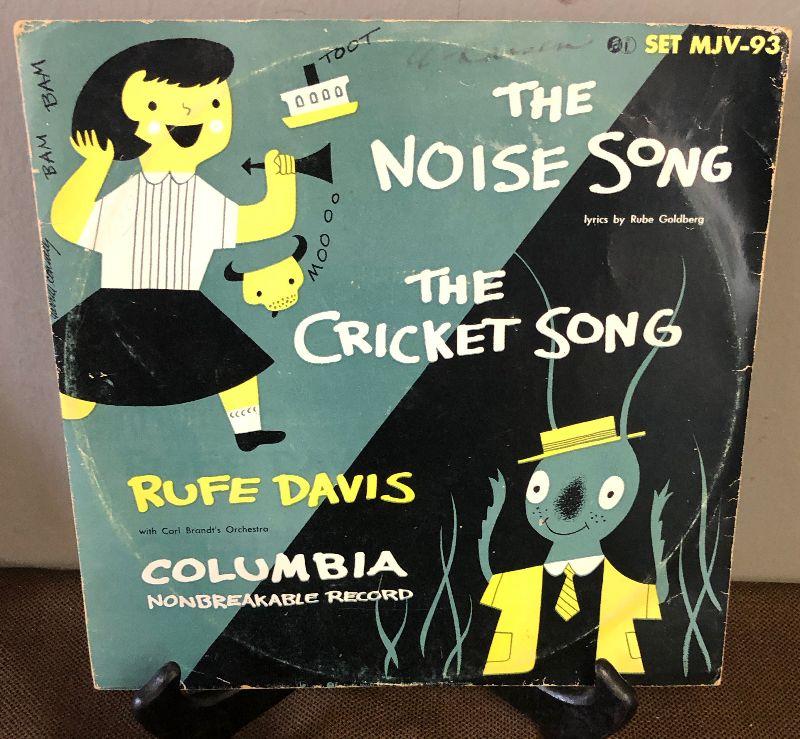 SET MJV-93
TOOT
BAM BAM
THE
NOISE SONG
lyrics by Rube Goldberg
MOO OO
THE
CRICKET SONG
RUFE DAVIS
with Carl Brandt's Orchestra
COLUMBIA
NONBREAKABLE RECORD